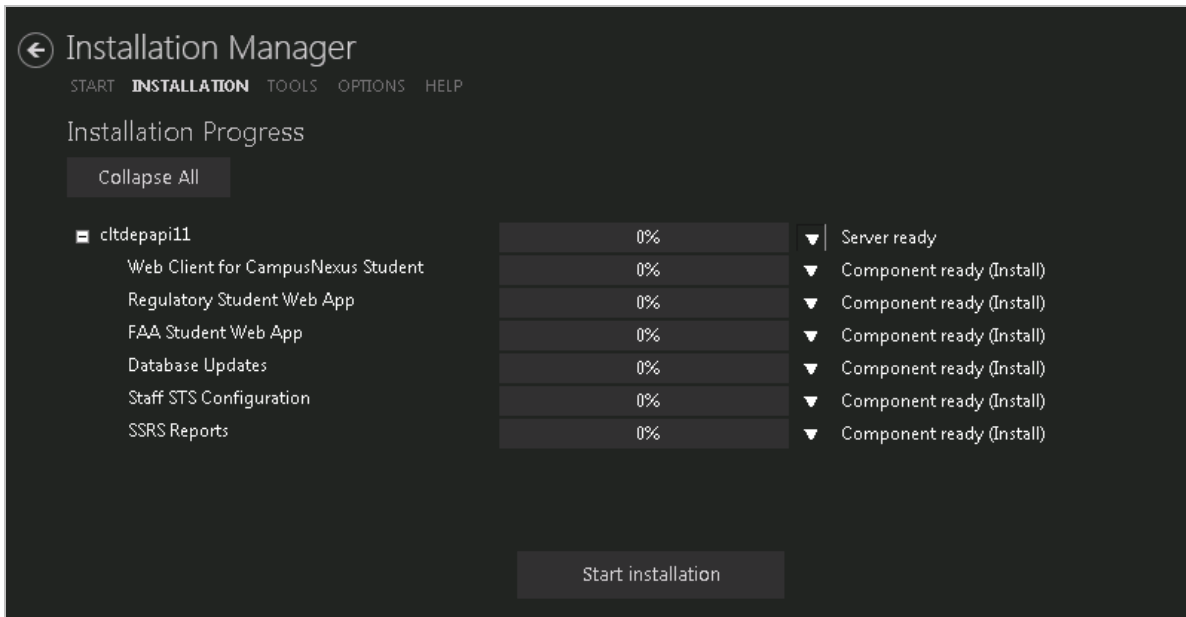 Installation Manager
START INSTALLATION TOOLS OPTIONS HELP
Installation Progress
Collapse All
cltdepapi11 0% Server ready
Web Client for CampusNexus Student 0% Component ready (Install)
Regulatory Student Web App 0% Component ready (Install)
FAA Student Web App 0% Component ready (Install)
Database Updates 0% Component ready (Install)
Staff STS Configuration 0% Component ready (Install)
SSRS Reports 0% Component ready (Install)
Start installation